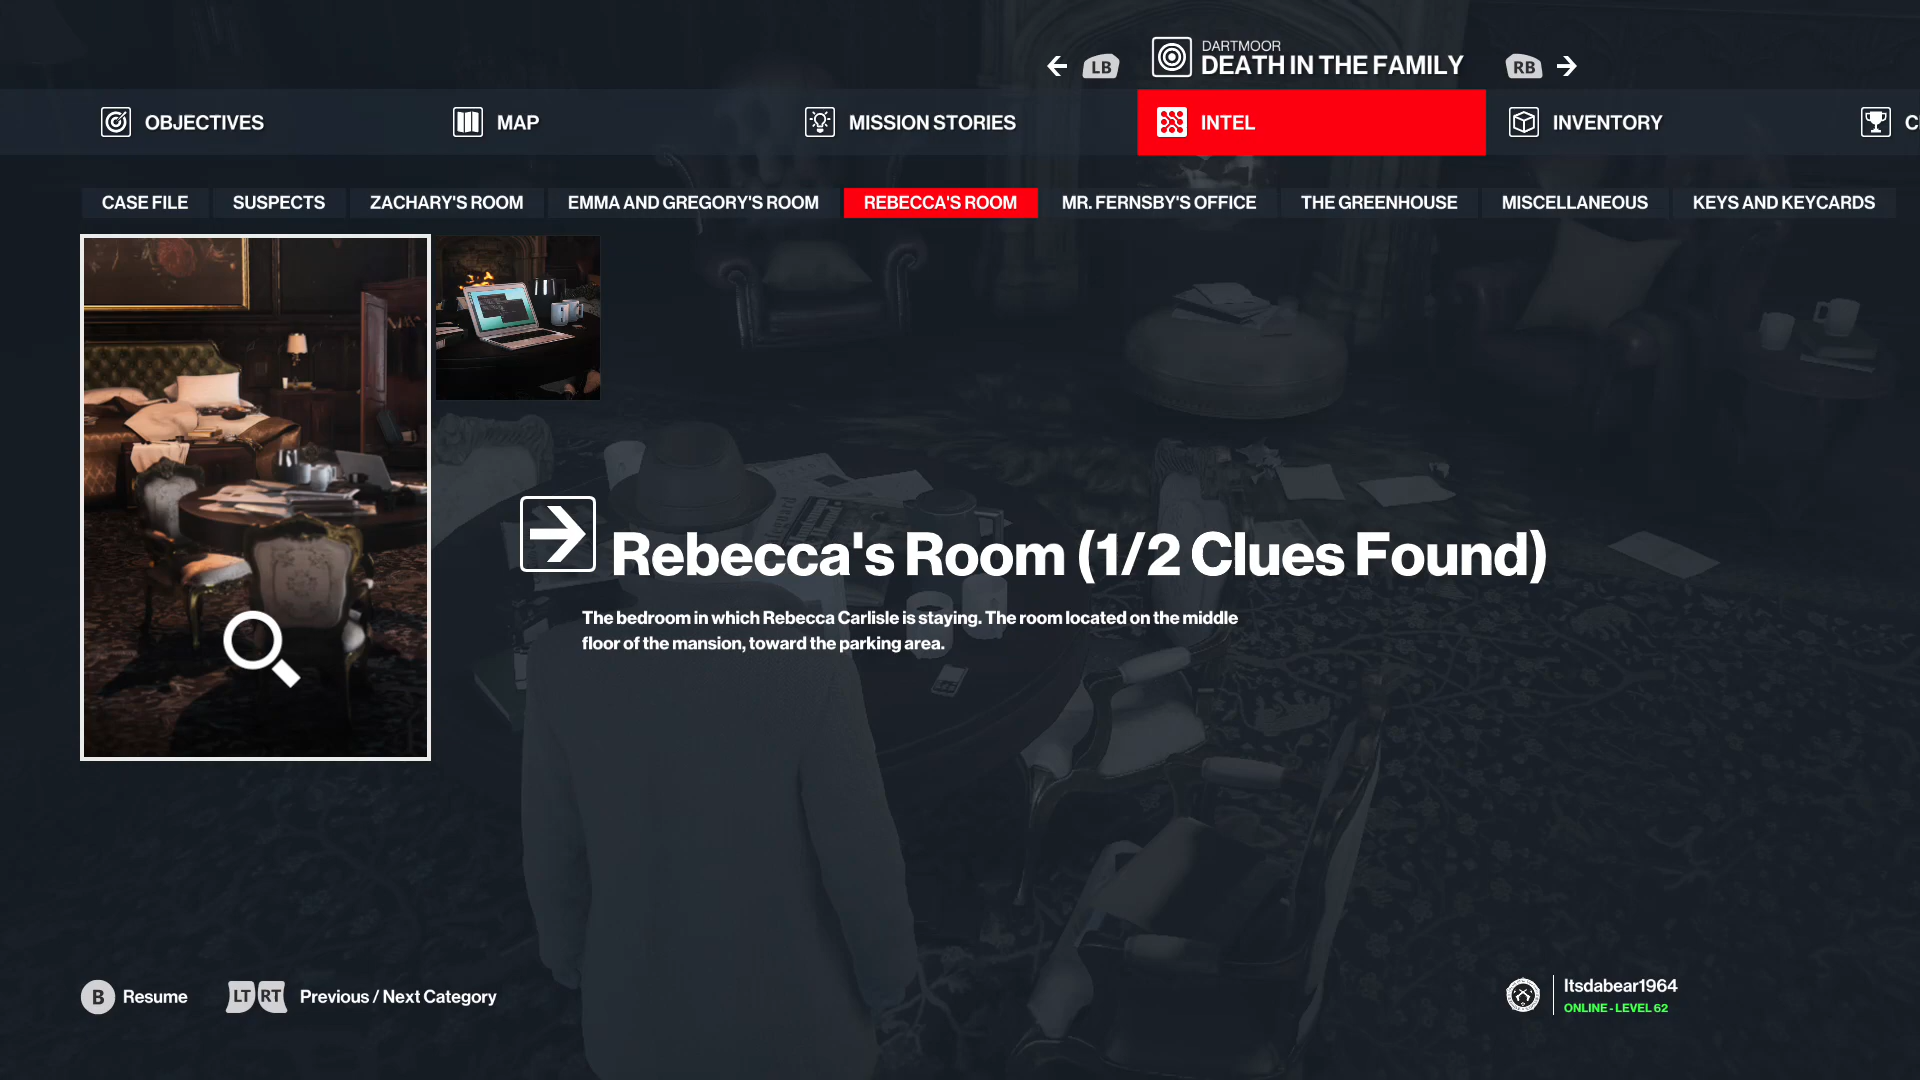 DARTMOOR
LB DEATH IN THE FAMILY RB
OBJECTIVES MAP MISSION STORIES INTEL INVENTORY C
CASE FILE SUSPECTS ZACHARY'S ROOM EMMA AND GREGORY'S ROOM REBECCA'S ROOM MR. FERNSBY'S OFFICE THE GREENHOUSE MISCELLANEOUS KEYS AND KEYCARDS
Rebecca's Room (1/2 Clues Found)
The bedroom in which Rebecca Carlisle is staying. The room located on the middle
floor of the mansion, toward the parking area.
B Resume LT RT Previous / Next Category
Itsdabear1964
ONLINE - LEVEL 62